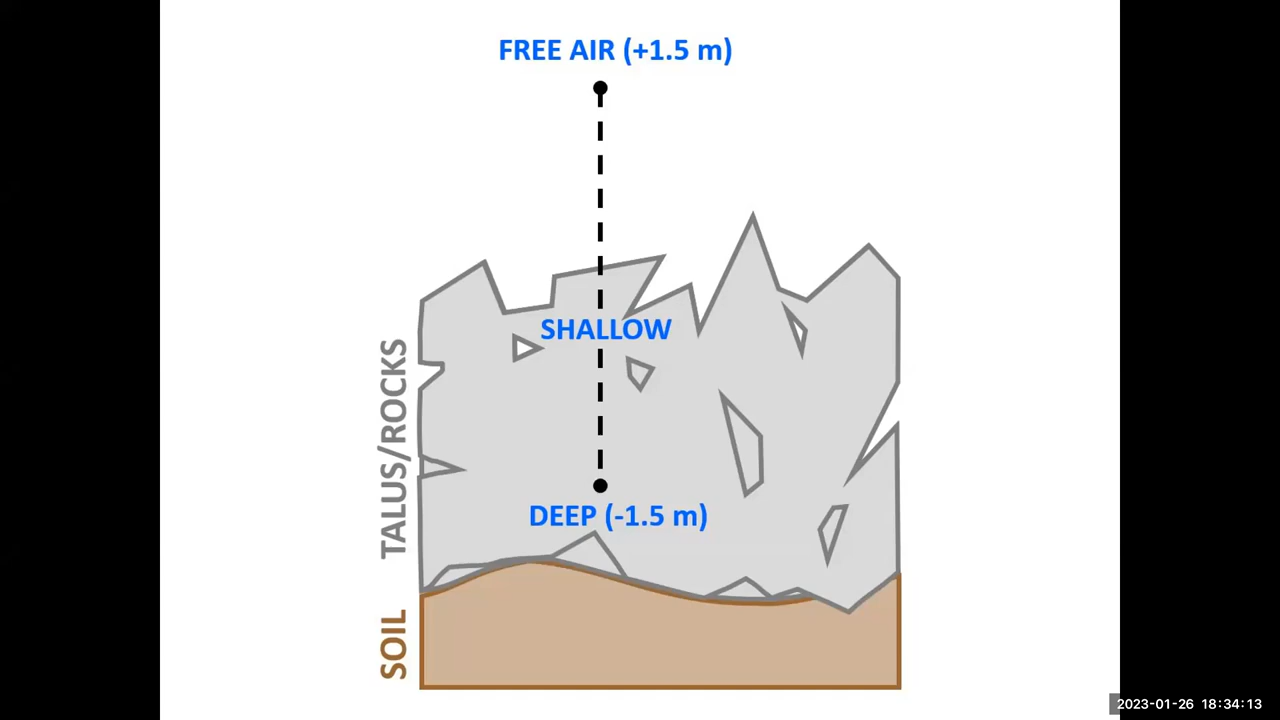 FREE AIR (+1.5 m)
SHALLOW
TALUS/ROCKS
DEEP (-1.5 m)
SOIL
2023-01-26 18:34:13